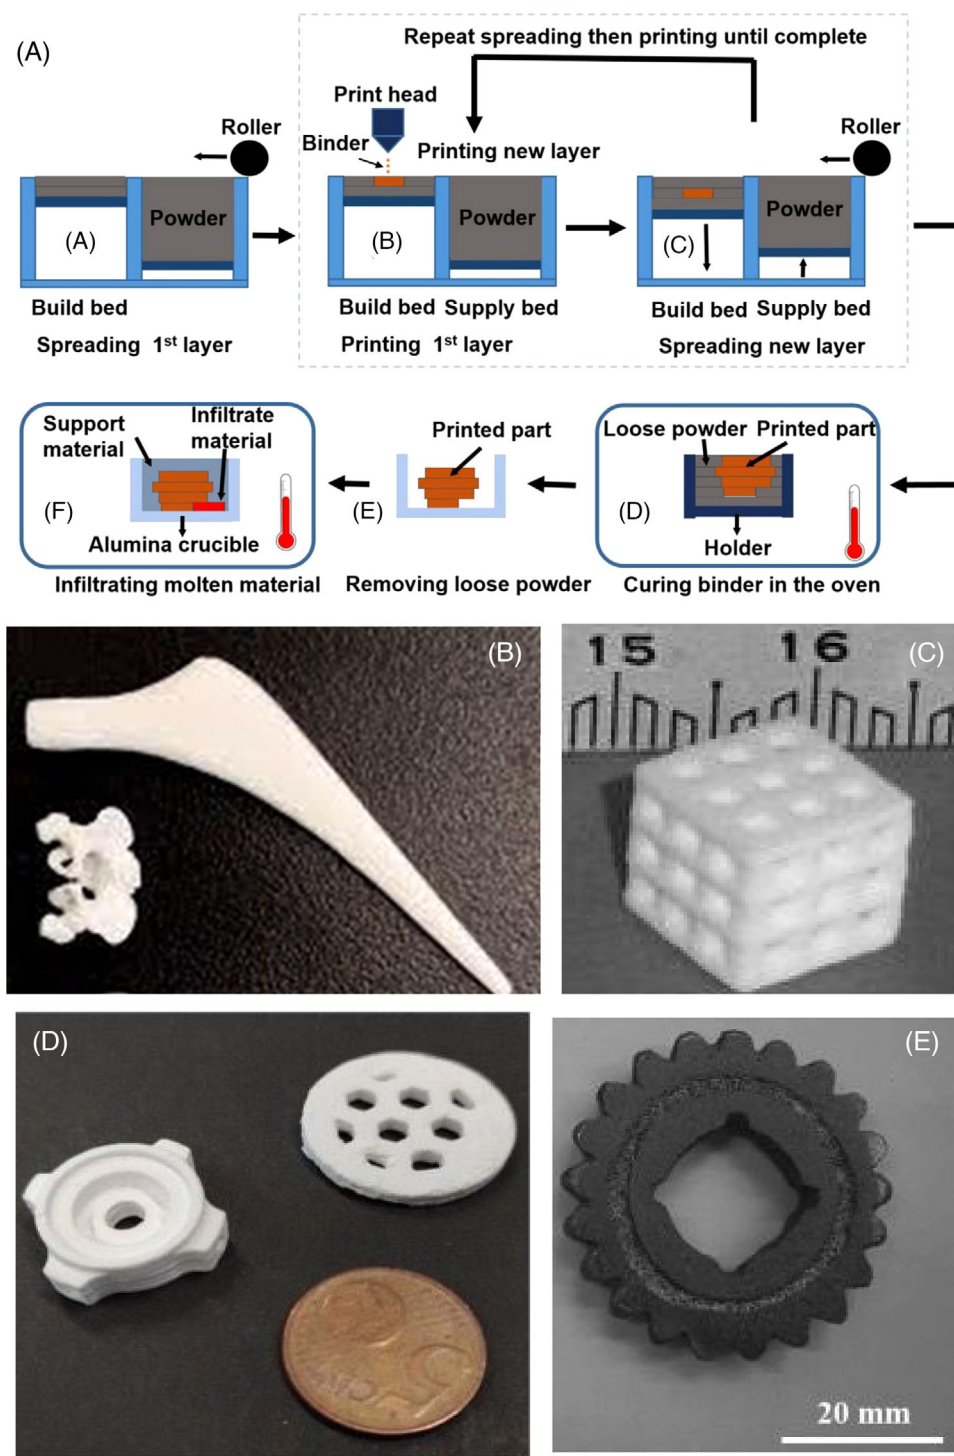 (A)
Repeat spreading then printing until complete
Roller
Print head
Binder
Printing new layer
Roller
Powder
(A)
Powder
(B)
Powder
(C)
Build bed
Build bed
Supply bed
Build bed
Supply bed
Spreading 1st layer
Printing 1st layer
Spreading new layer
Support
material
Infiltrate
material
(F)
Alumina crucible
Infiltrating molten material
Printed part
(E)
Removing loose powder
Loose powder
Printed part
(D)
Holder
Curing binder in the oven
(B)
15
16
(C)
(D)
(E)
20 mm